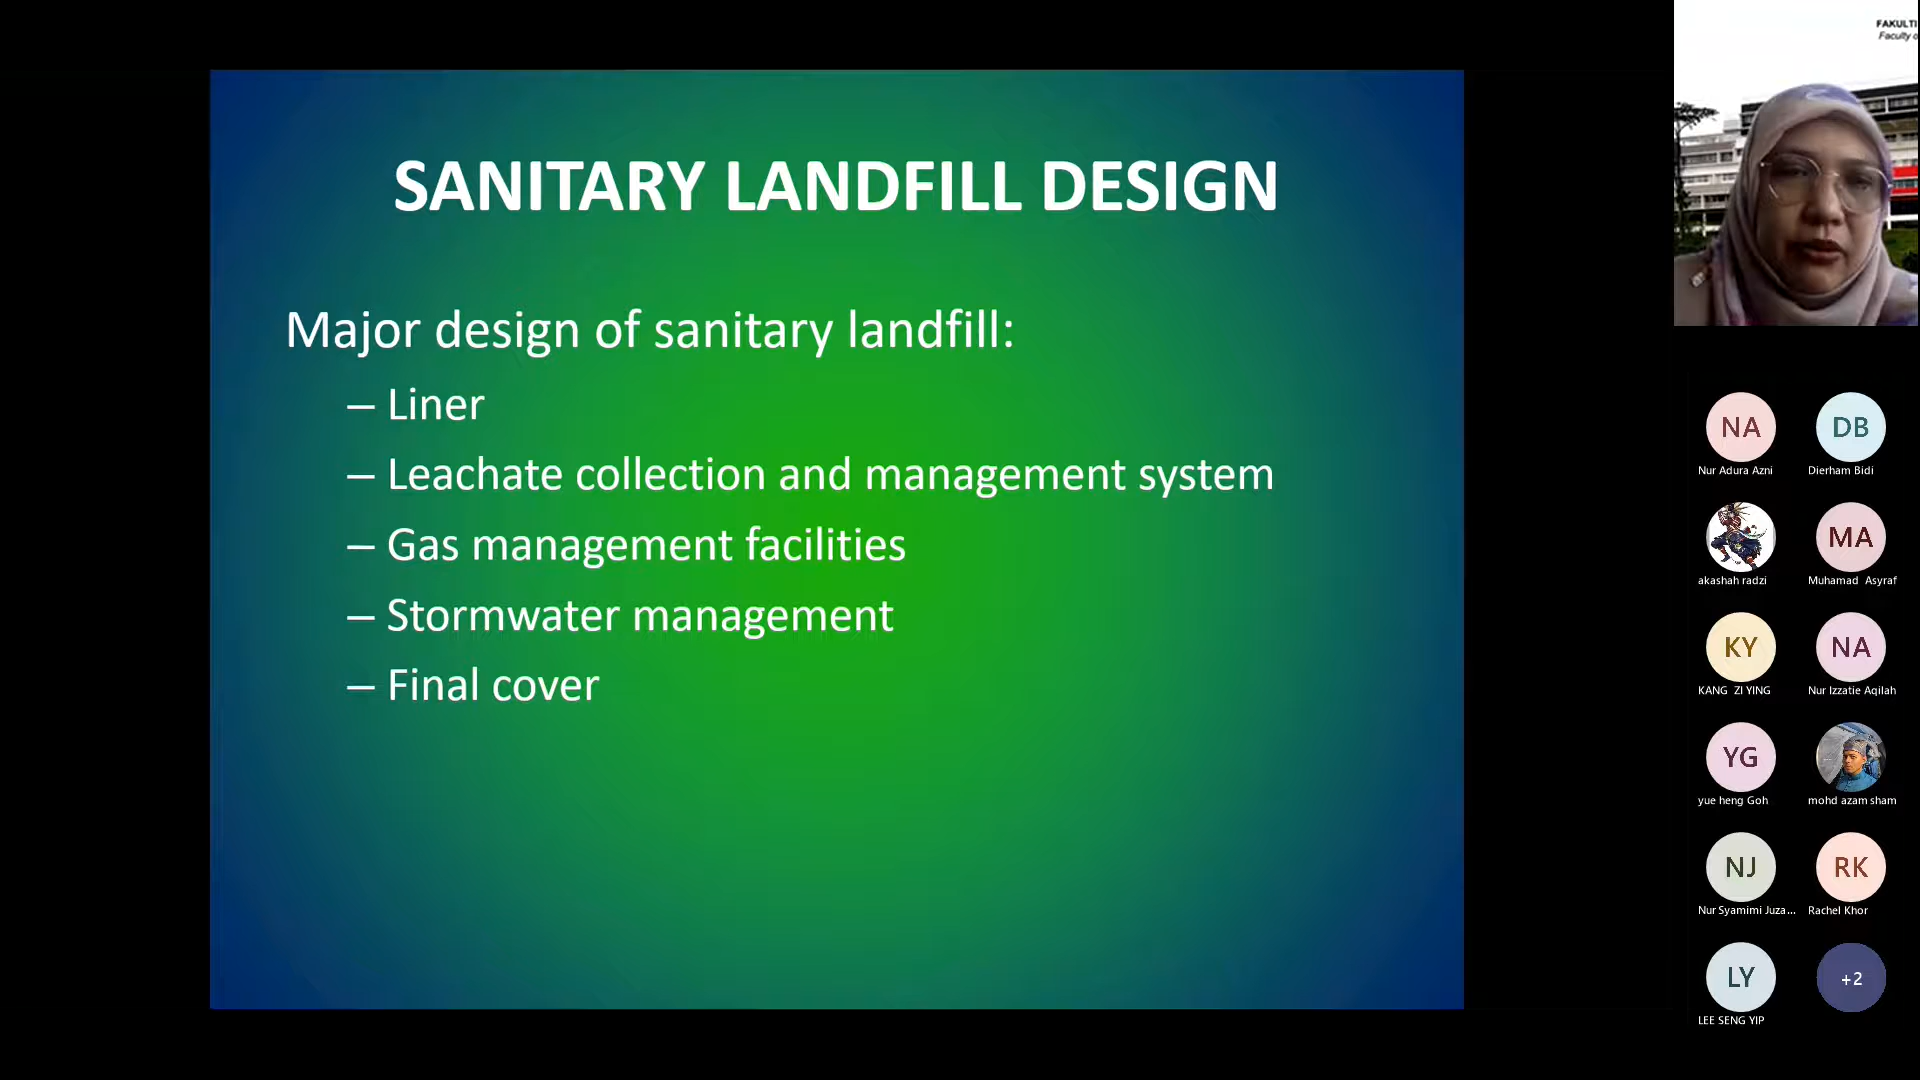 SANITARY LANDFILL DESIGN
Major design of sanitary landfill:
– Liner
– Leachate collection and management system
– Gas management facilities
– Stormwater management
– Final cover
FAKULTI
Faculty o
NA
DB
Nur Adura Azni
Dierham Bidi
MA
akashah radzi
Muhamad Asyraf
KY
NA
KANG ZI YING
Nur Izzatie Aqilah
YG
yue heng Goh
mohd azam sham
NJ
RK
Nur Syamimi Juza...
Rachel Khor
LY
+2
LEE SENG YIP